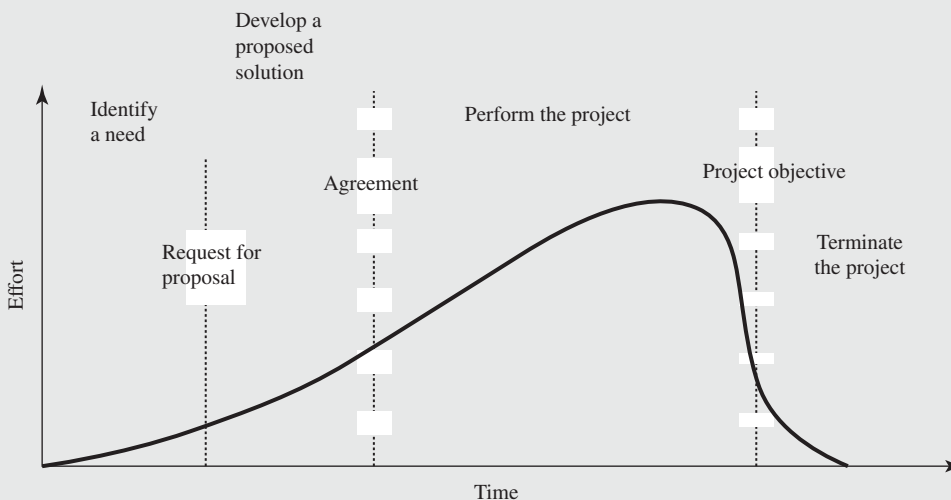 Develop a
proposed
solution
Identify
a need
Perform the project
Agreement
Project objective
Request for
proposal
Terminate
the project
Effort
Time